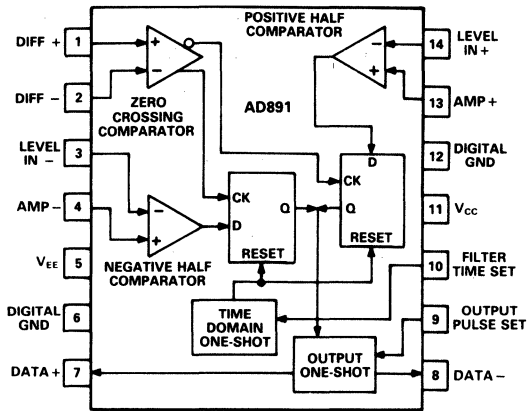 POSITIVE HALF
COMPARATOR
DIFF + 1
DIFF - 2
LEVEL
IN - 3
AMP - 4
VEE 5
DIGITAL
GND 6
DATA + 7
14 LEVEL
IN +
13 AMP +
12 DIGITAL
GND
11 VCC
10 FILTER
TIME SET
9 OUTPUT
PULSE SET
8 DATA -
+
-
ZERO
CROSSING
COMPARATOR
AD891
-
+
D
CK
Q
RESET
CK
D
Q
RESET
-
+
NEGATIVE HALF
COMPARATOR
TIME
DOMAIN
ONE-SHOT
OUTPUT
ONE-SHOT